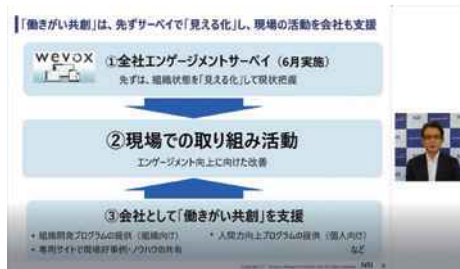 「働きがい共創」は、先ずサーベイで「見える化」し、現場の活動を会社も支援
wevox
①全社エンゲージメントサーベイ（6月実施）
先ずは、組織状態を「見える化」して現状把握
②現場での取り組み活動
エンゲージメント向上に向けた改善
③会社として「働きがい共創」を支援
• 組織開発プログラムの提供（組織向け）　• 人間力向上プログラムの提供（個人向け）
• 専用サイトで現場好事例・ノウハウの共有　など